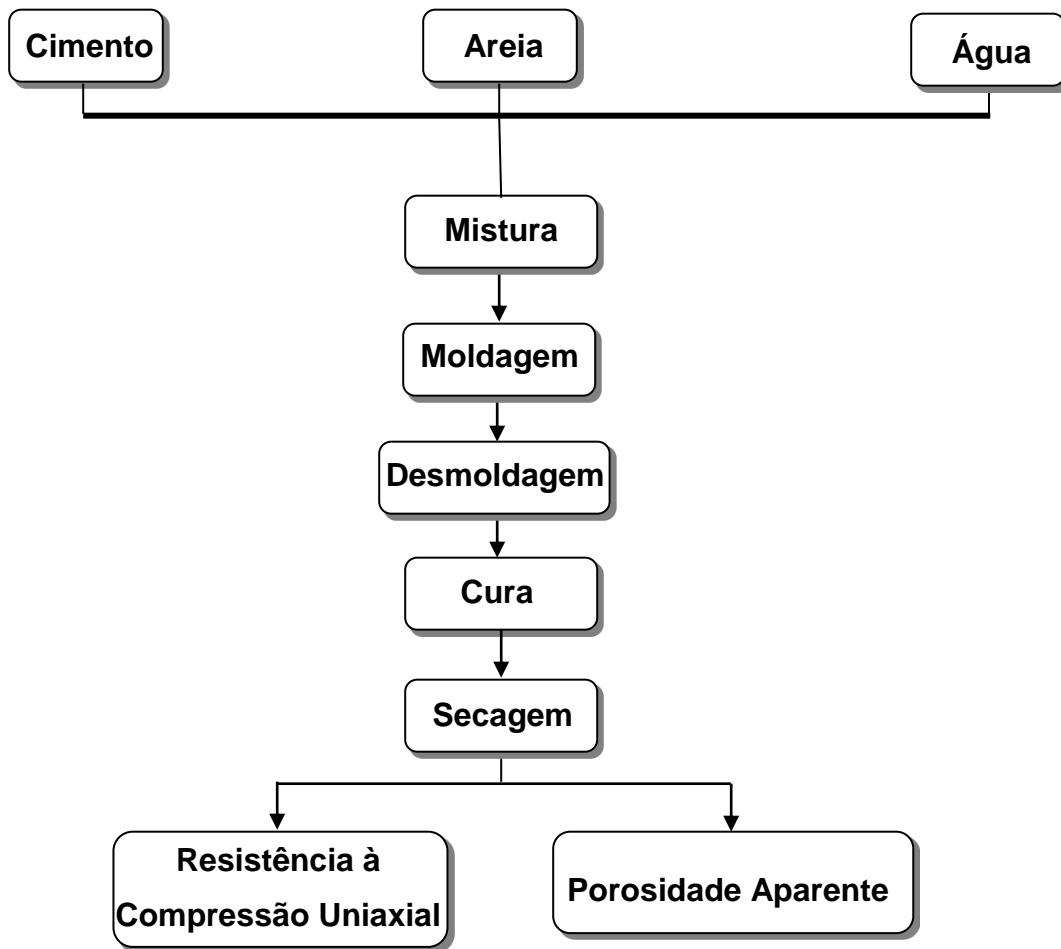 Cimento
Areia
Água
Mistura
Moldagem
Desmoldagem
Cura
Secagem
Resistência à
Compressão Uniaxial
Porosidade Aparente